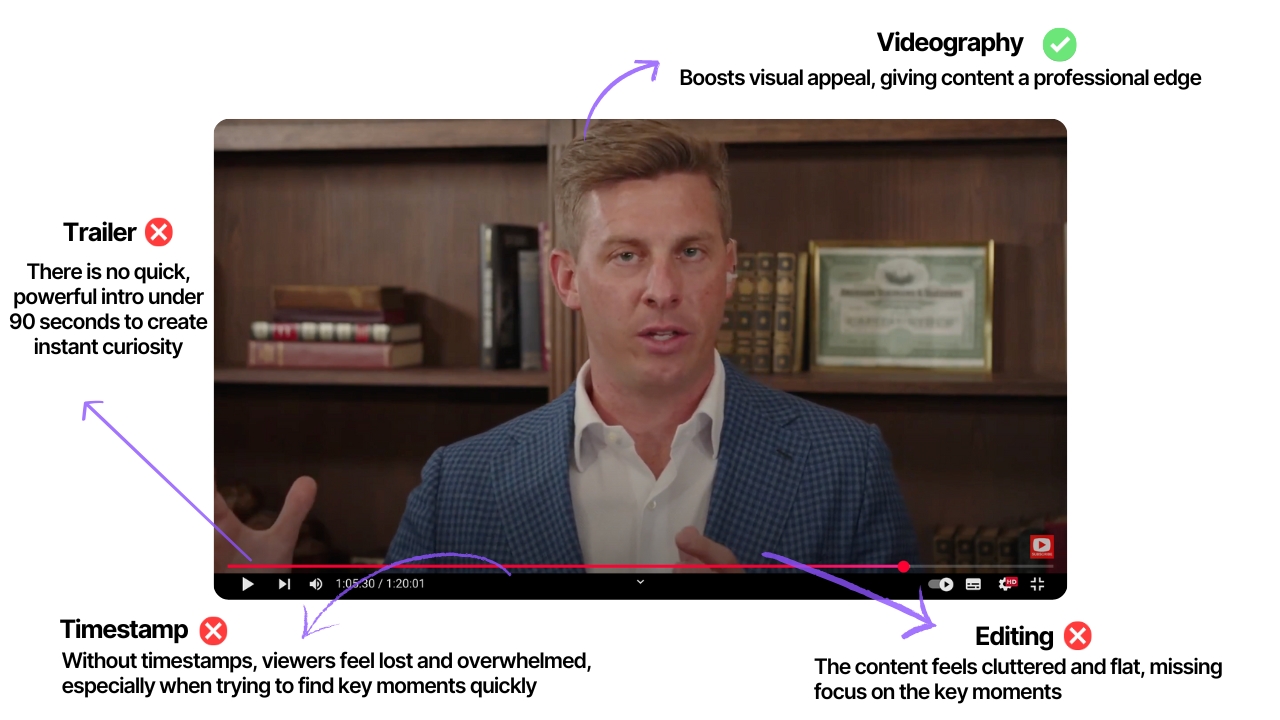 Videography
Boosts visual appeal, giving content a professional edge
Trailer
There is no quick,
powerful intro under
90 seconds to create
instant curiosity
1:05:30 / 1:20:01
HD
Timestamp
Without timestamps, viewers feel lost and overwhelmed,
especially when trying to find key moments quickly
Editing
The content feels cluttered and flat, missing
focus on the key moments